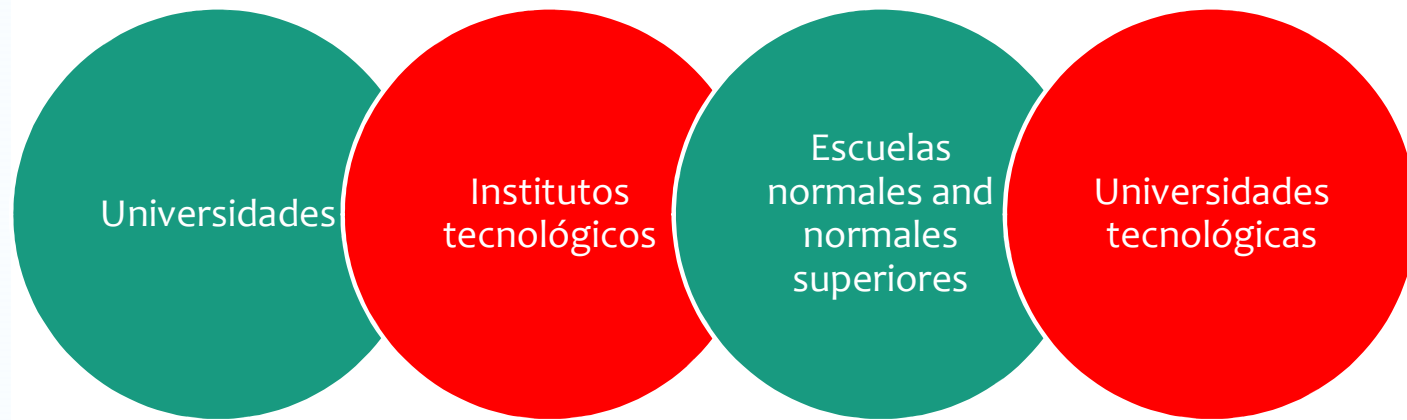 Universidades
Institutos
tecnológicos
Escuelas
normales and
normales
superiores
Universidades
tecnológicas